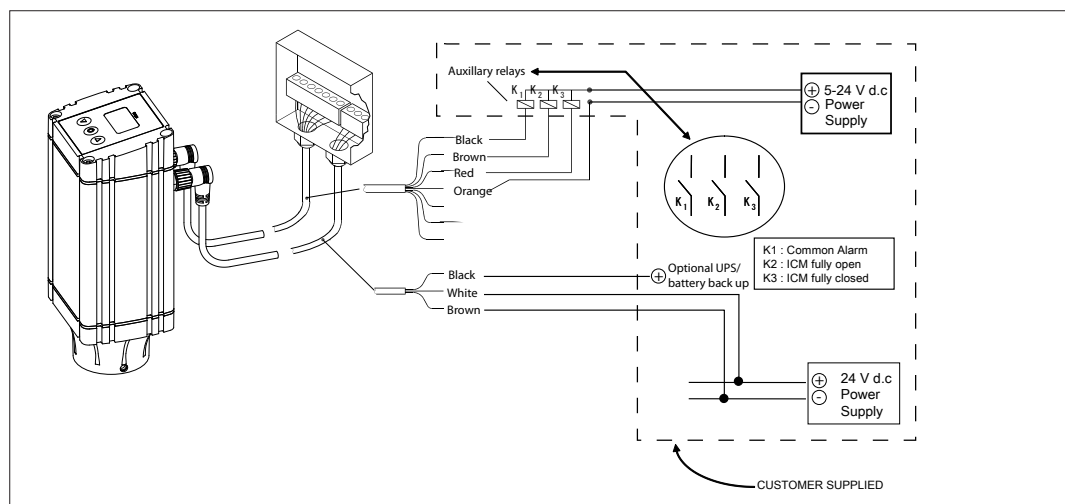 Auxillary relays
K1 K2 K3
+ 5-24 V d.c
- Power
Supply
Black
Brown
Red
Orange
K1 K2 K3
K1 : Common Alarm
K2 : ICM fully open
K3 : ICM fully closed
Black
White
Brown
+ Optional UPS/
battery back up
+ 24 V d.c
- Power
Supply
CUSTOMER SUPPLIED